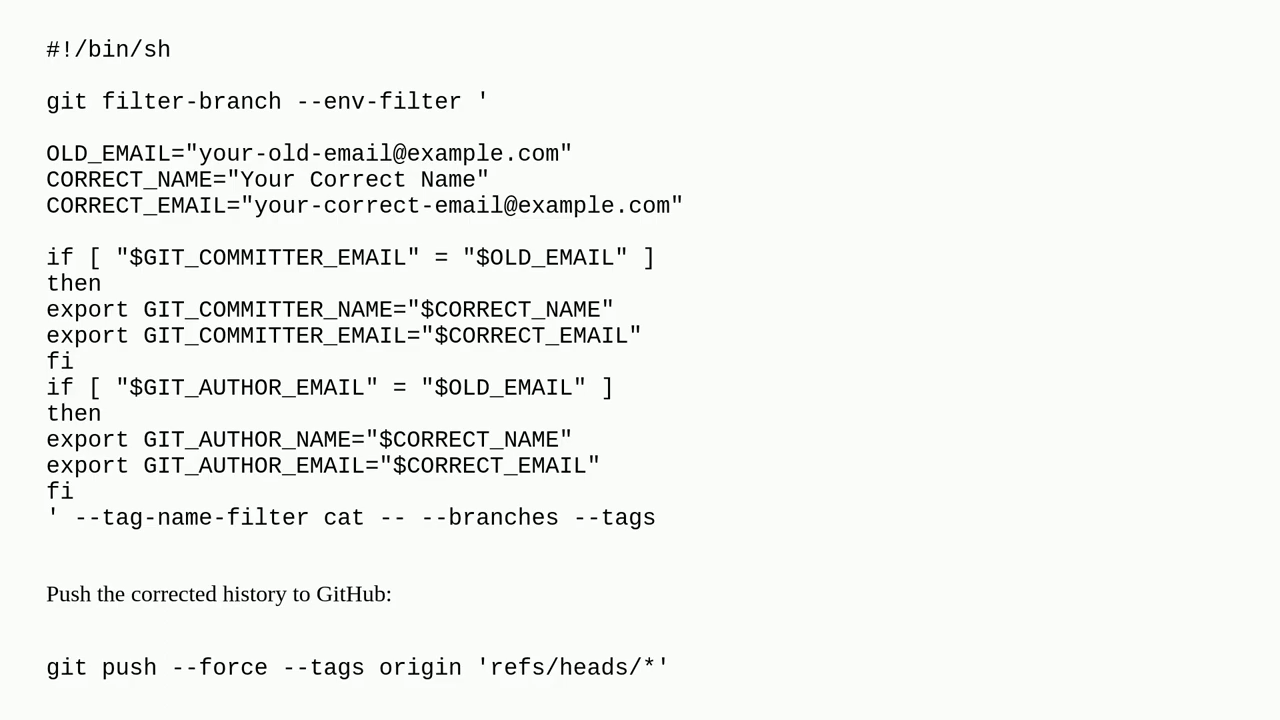 #!/bin/sh
git filter-branch --env-filter '
OLD_EMAIL="your-old-email@example.com"
CORRECT_NAME="Your Correct Name"
CORRECT_EMAIL="your-correct-email@example.com"
if [ "$GIT_COMMITTER_EMAIL" = "$OLD_EMAIL" ]
then
export GIT_COMMITTER_NAME="$CORRECT_NAME"
export GIT_COMMITTER_EMAIL="$CORRECT_EMAIL"
fi
if [ "$GIT_AUTHOR_EMAIL" = "$OLD_EMAIL" ]
then
export GIT_AUTHOR_NAME="$CORRECT_NAME"
export GIT_AUTHOR_EMAIL="$CORRECT_EMAIL"
fi
' --tag-name-filter cat -- --branches --tags
Push the corrected history to GitHub:
git push --force --tags origin 'refs/heads/*'